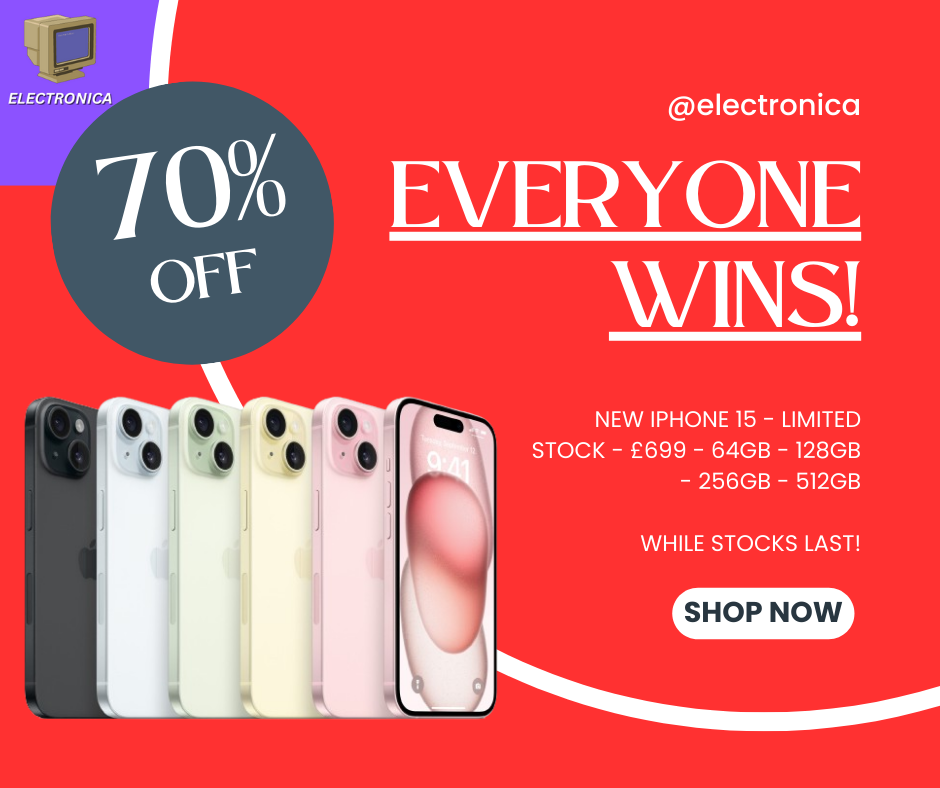 ELECTRONICA
70%
OFF
@electronica
EVERYONE
WINS!
NEW IPHONE 15 - LIMITED
STOCK - £699 - 64GB - 128GB
- 256GB - 512GB
WHILE STOCKS LAST!
SHOP NOW
9:41